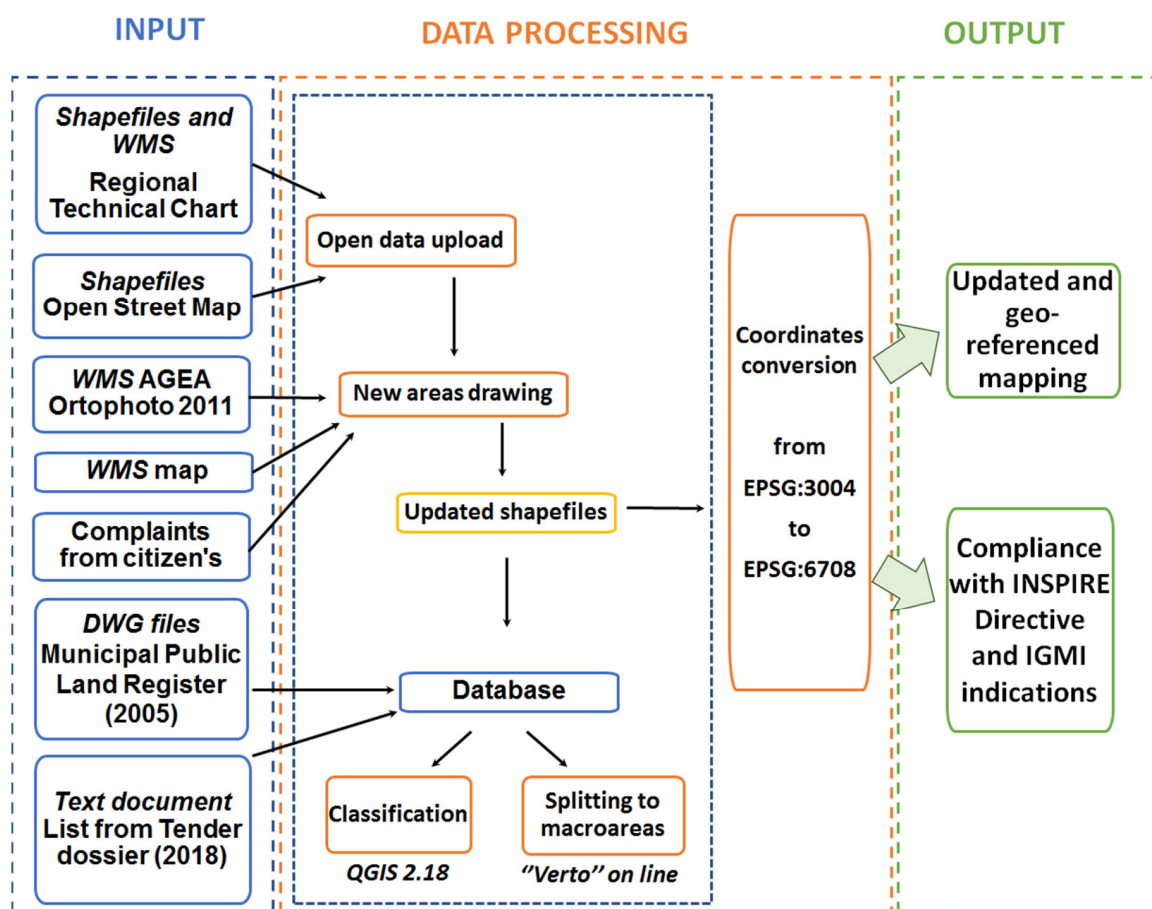 INPUT
DATA PROCESSING
OUTPUT
Shapefiles and
WMS
Regional
Technical Chart
Shapefiles
Open Street Map
WMS AGEA
Ortophoto 2011
WMS map
Complaints
from citizen's
DWG files
Municipal Public
Land Register
(2005)
Text document
List from Tender
dossier (2018)
Open data upload
New areas drawing
Updated shapefiles
Database
Classification
QGIS 2.18
Splitting to
macroareas
‘’Verto’’ on line
Coordinates
conversion
from
EPSG:3004
to
EPSG:6708
Updated and
geo-
referenced
mapping
Compliance
with INSPIRE
Directive
and IGMI
indications